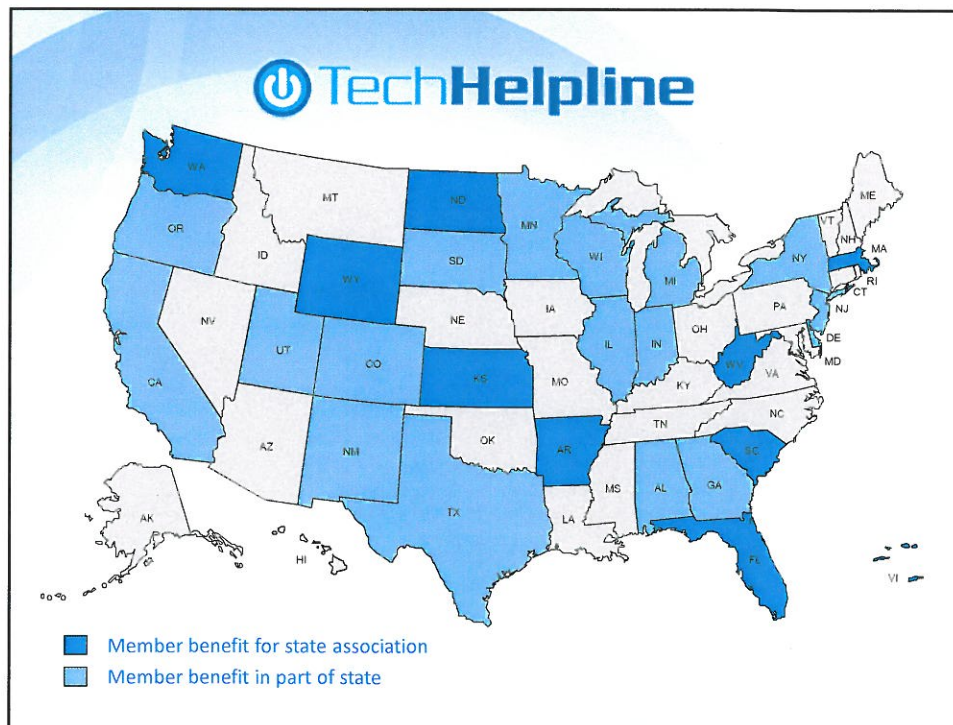 TechHelpline
WA
MT
ND
MN
ME
OR
ID
WY
SD
WI
MI
NY
VT
NH
MA
RI
CT
NV
UT
CO
NE
IA
IL
IN
OH
PA
NJ
DE
MD
CA
KS
MO
KY
WV
VA
AZ
NM
OK
AR
TN
NC
SC
TX
LA
MS
AL
GA
FL
AK
HI
VI
Member benefit for state association
Member benefit in part of state